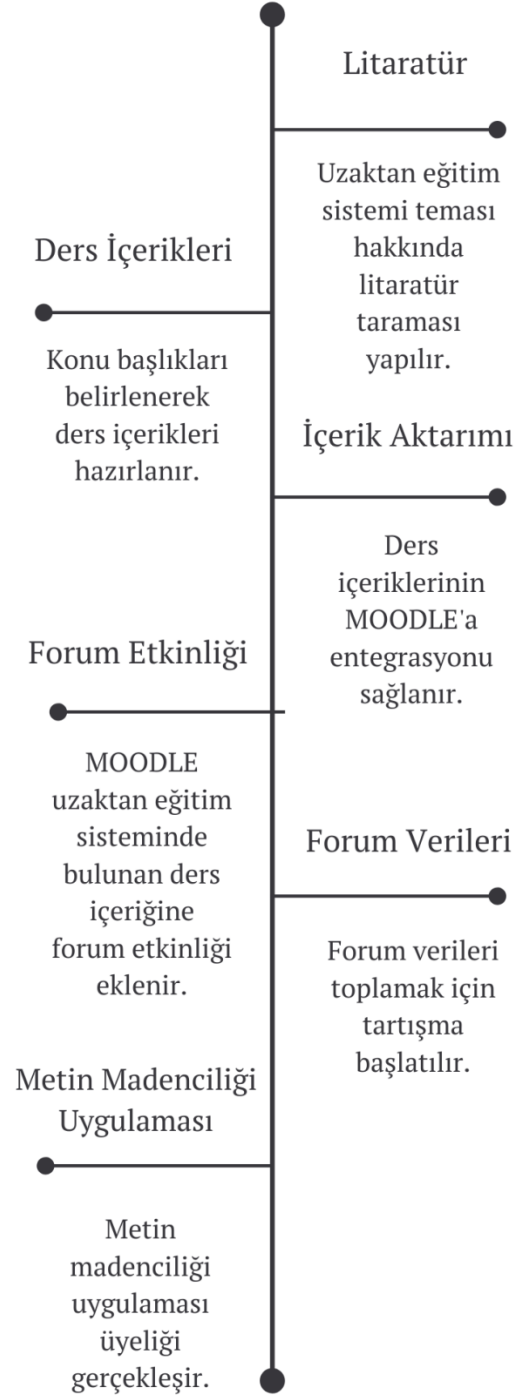 Litaratür
Uzaktan eğitim
sistemi teması
hakkında
litaratür
taraması
yapılır.
Ders İçerikleri
Konu başlıkları
belirlenerek
ders içerikleri
hazırlanır.
İçerik Aktarımı
Ders
içeriklerinin
MOODLE'a
entegrasyonu
sağlanır.
Forum Etkinliği
MOODLE
uzaktan eğitim
sisteminde
bulunan ders
içeriğine
forum etkinliği
eklenir.
Forum Verileri
Forum verileri
toplamak için
tartışma
başlatılır.
Metin Madenciliği
Uygulaması
Metin
madenciliği
uygulaması
üyeliği
gerçekleşir.